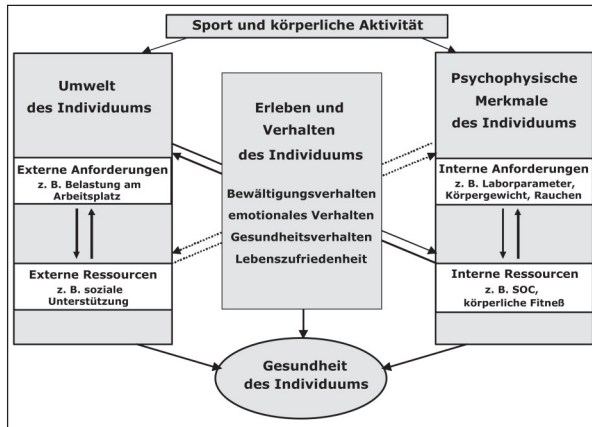 Sport und körperliche Aktivität
Umwelt
des Individuums
Externe Anforderungen
z. B. Belastung am
Arbeitsplatz
Externe Ressourcen
z. B. soziale
Unterstützung
Erleben und
Verhalten
des Individuums
Bewältigungsverhalten
emotionales Verhalten
Gesundheitsverhalten
Lebenszufriedenheit
Psychophysische
Merkmale
des Individuums
Interne Anforderungen
z. B. Laborparameter,
Körpergewicht, Rauchen
Interne Ressourcen
z. B. SOC,
körperliche Fitneß
Gesundheit
des Individuums